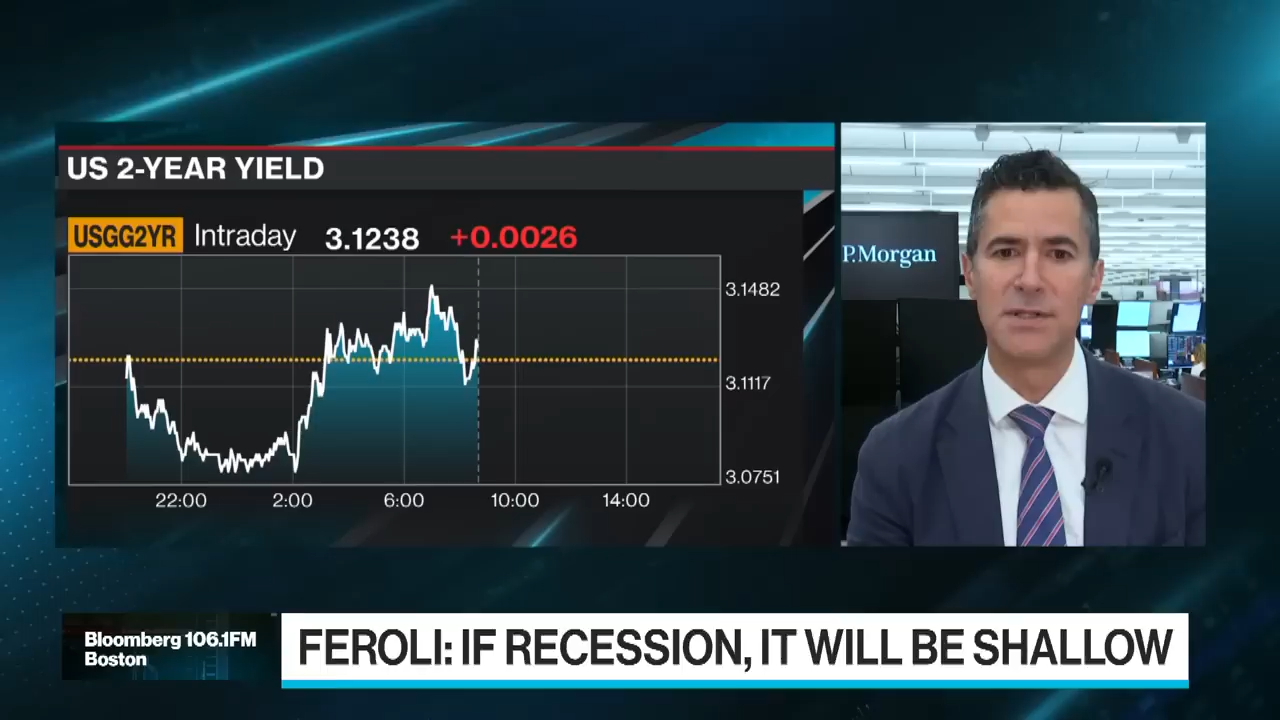 US 2-YEAR YIELD
USGG2YR Intraday 3.1238 +0.0026
3.1482
3.1117
3.0751
22:00 2:00 6:00 10:00 14:00
P.Morgan
Bloomberg 106.1FM
Boston
FEROLI: IF RECESSION, IT WILL BE SHALLOW